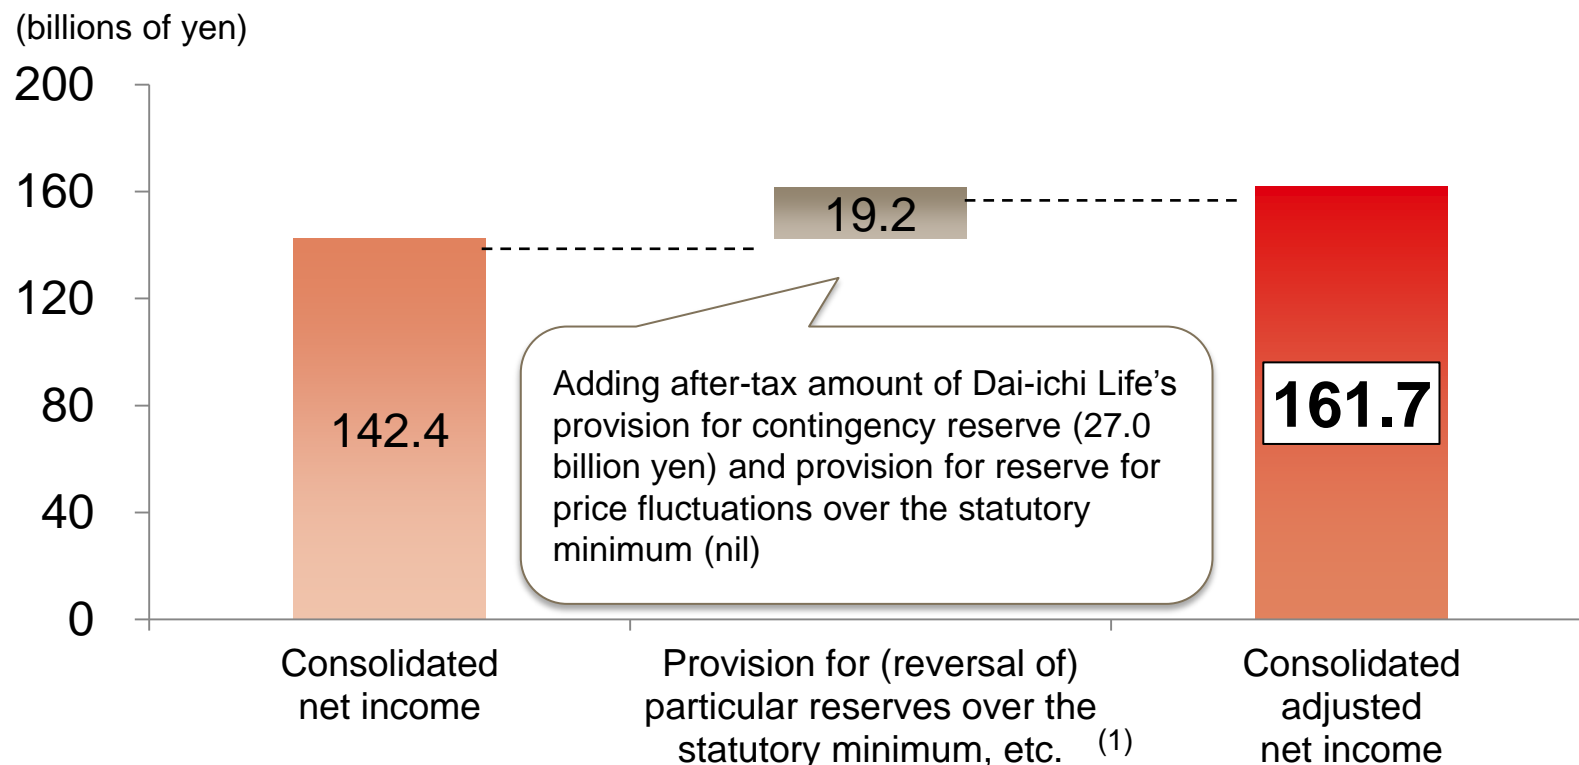 (billions of yen)
200
160
120
80
40
0
142.4
19.2
161.7
Adding after-tax amount of Dai-ichi Life’s
provision for contingency reserve (27.0
billion yen) and provision for reserve for
price fluctuations over the statutory
minimum (nil)
Consolidated
net income
Provision for (reversal of)
particular reserves over the
statutory minimum, etc. (1)
Consolidated
adjusted
net income